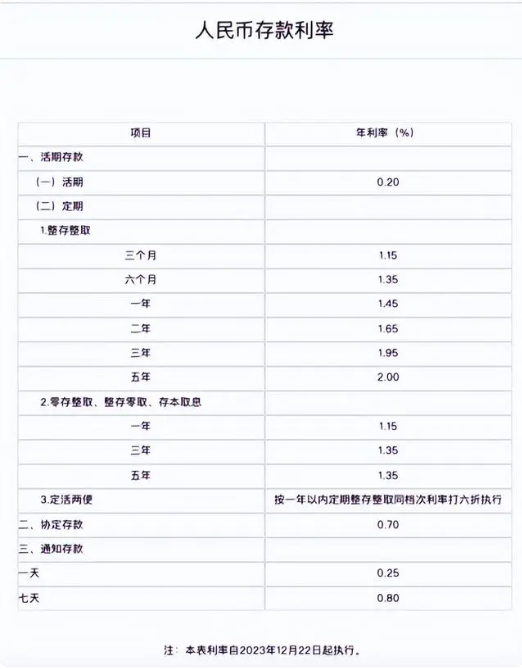 人民币存款利率
项目 年利率（%）
一、活期存款
（一）活期 0.20
（二）定期
1.整存整取
三个月 1.15
六个月 1.35
一年 1.45
二年 1.65
三年 1.95
五年 2.00
2.零存整取、整存零取、存本取息
一年 1.15
三年 1.35
五年 1.35
3.定活两便 按一年以内定期整存整取同档次利率打六折执行
二、协定存款 0.70
三、通知存款
一天 0.25
七天 0.80
注：本表利率自2023年12月22日起执行。